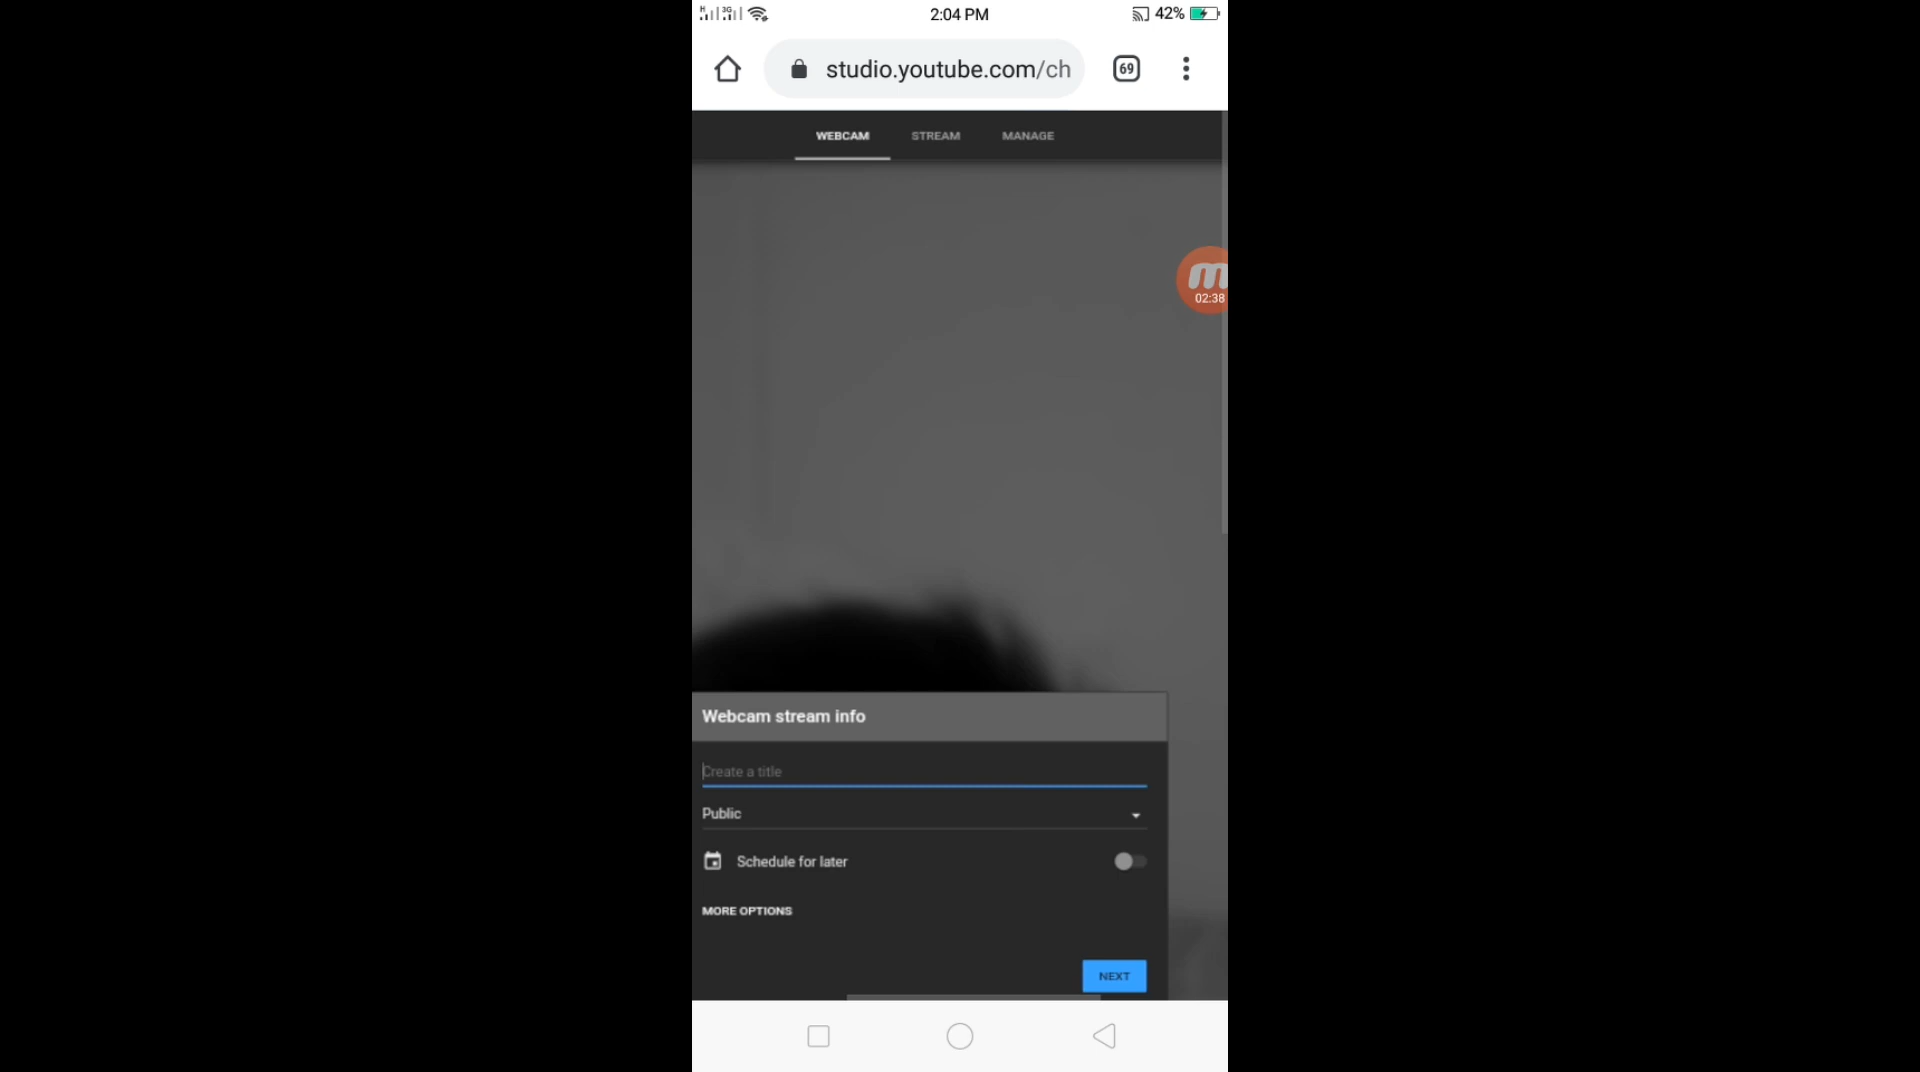 H 3G 2:04 PM 42%
studio.youtube.com/ch 69
WEBCAM STREAM MANAGE
m
02:38
Webcam stream info
Create a title
Public
Schedule for later
MORE OPTIONS
NEXT